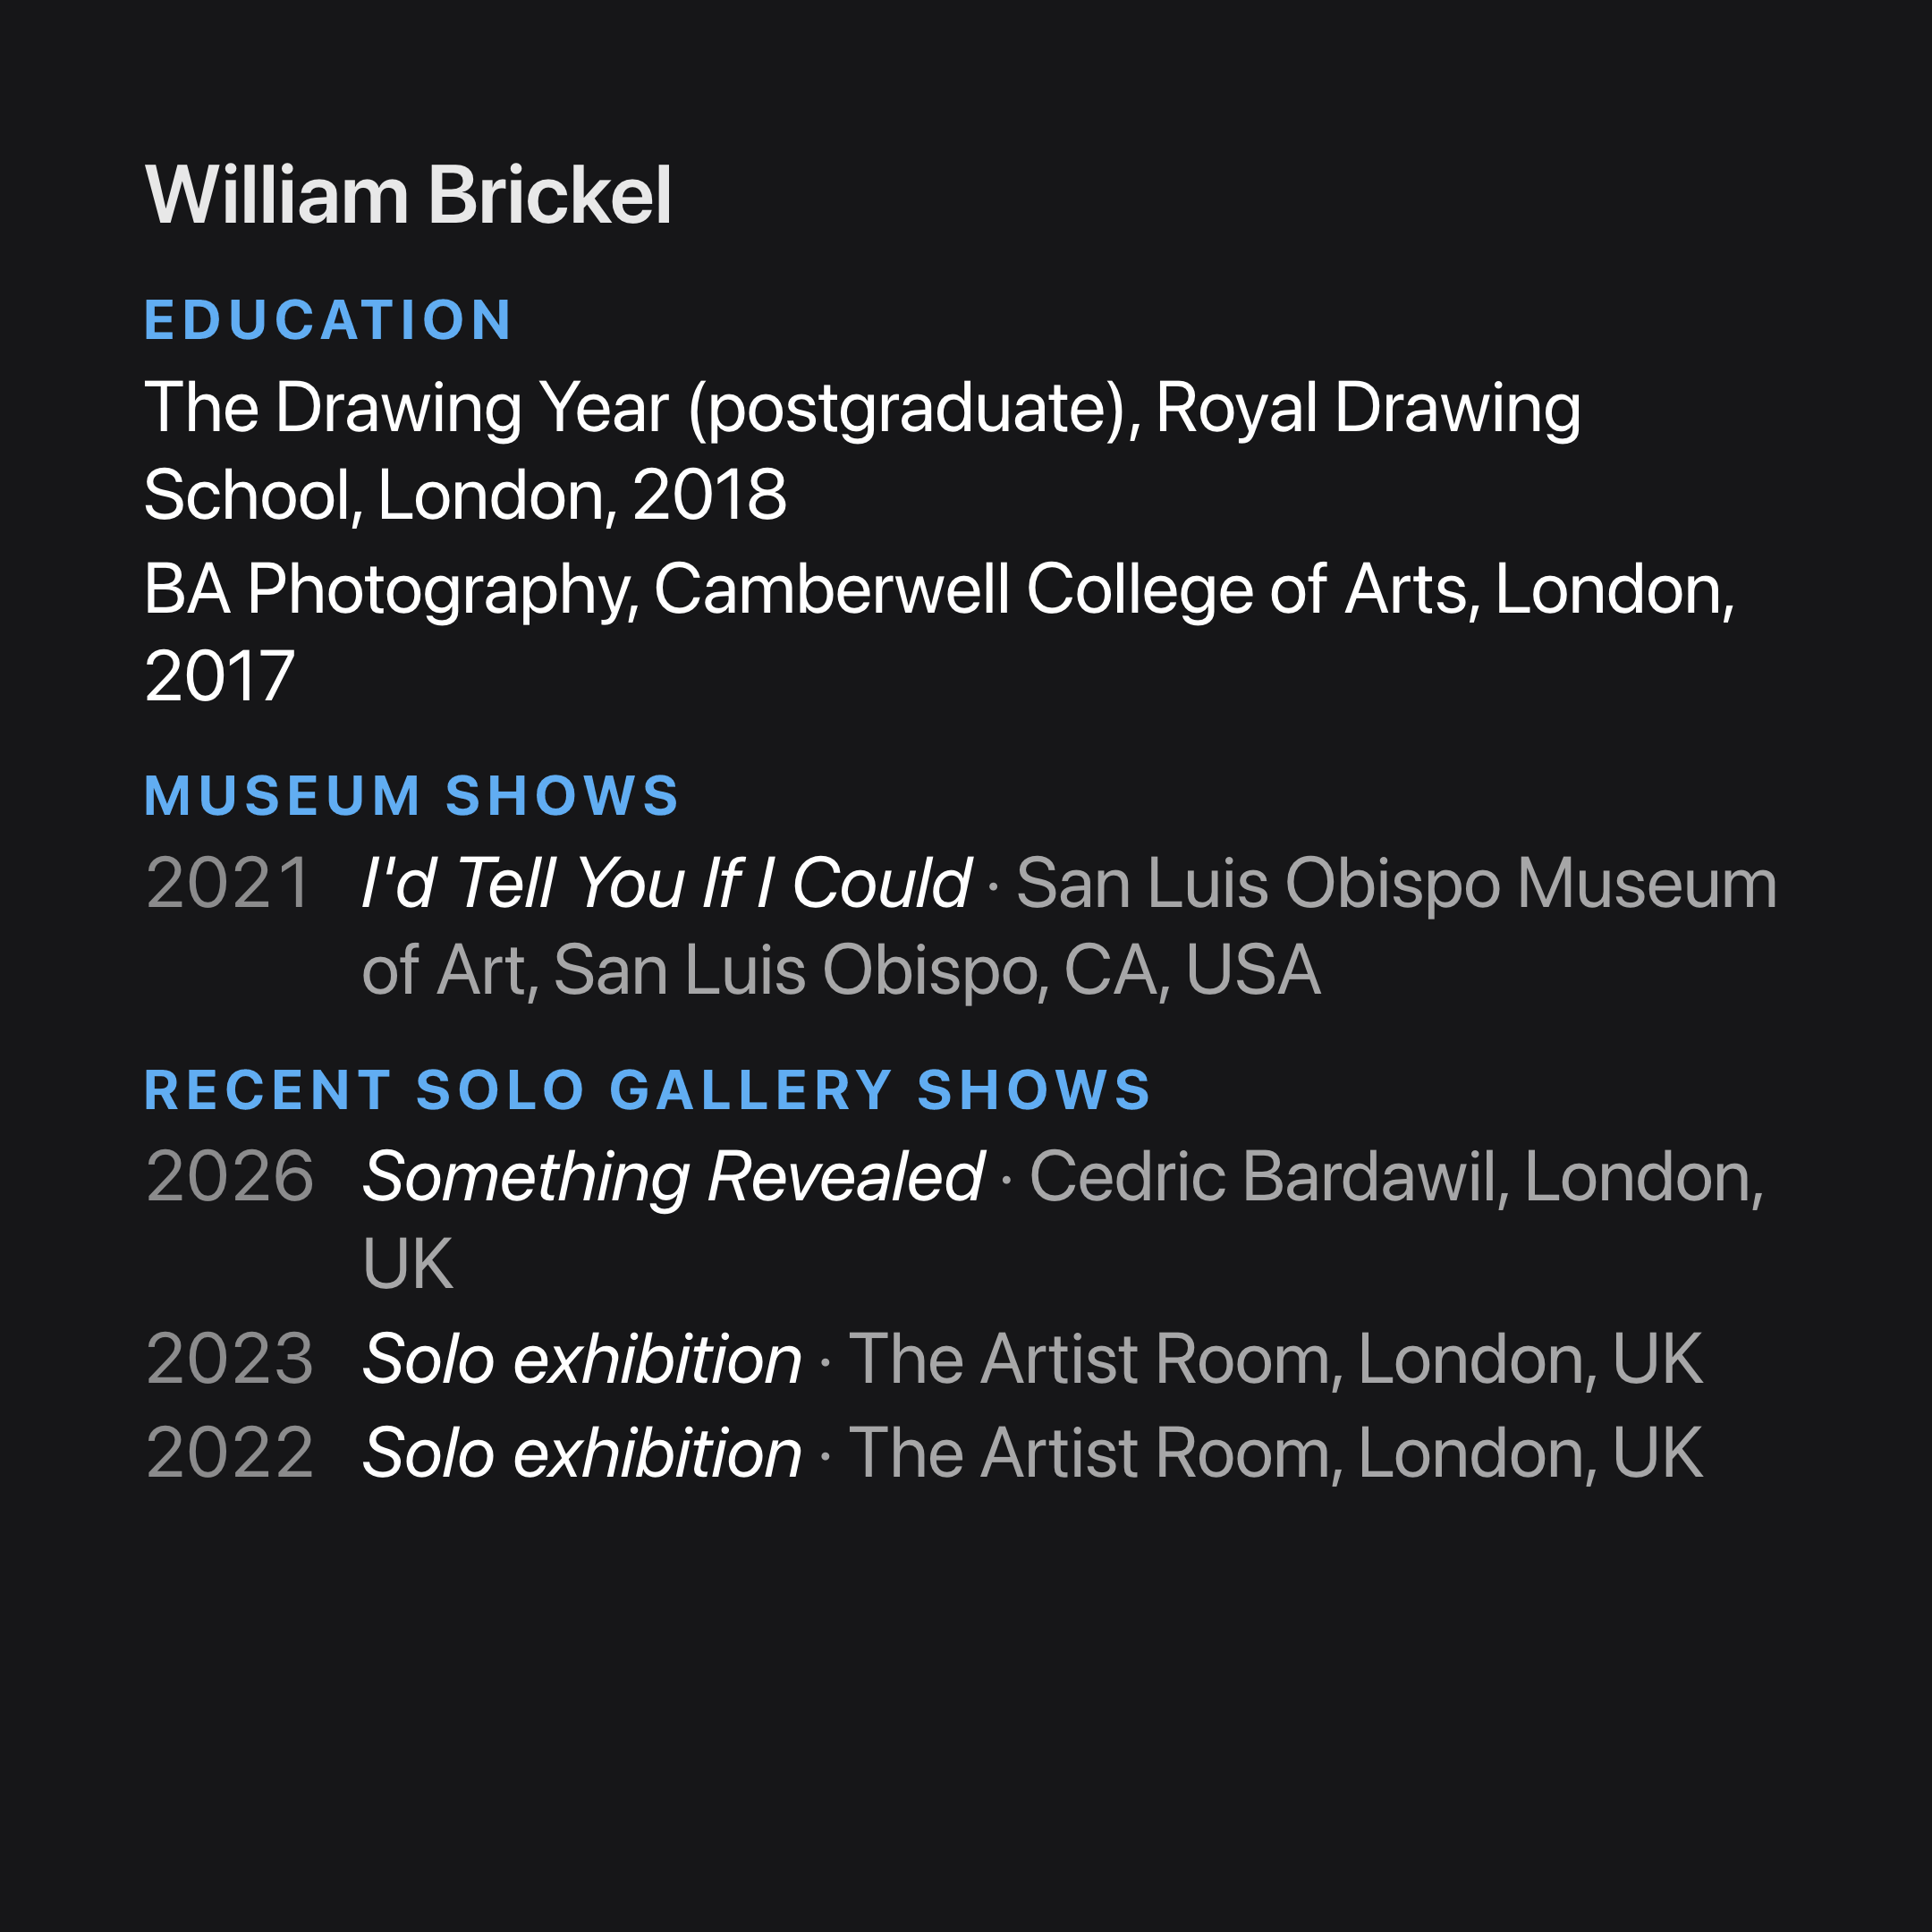 William Brickel
EDUCATION
The Drawing Year (postgraduate), Royal Drawing
School, London, 2018
BA Photography, Camberwell College of Arts, London,
2017
MUSEUM SHOWS
2021 I'd Tell You If I Could · San Luis Obispo Museum
of Art, San Luis Obispo, CA, USA
RECENT SOLO GALLERY SHOWS
2026 Something Revealed · Cedric Bardawil, London,
UK
2023 Solo exhibition · The Artist Room, London, UK
2022 Solo exhibition · The Artist Room, London, UK